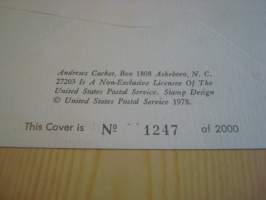 Andrews Cachet, Box 1808 Asheboro, N. C.
27203 Is A Non-Exclusive Licensee Of The
United States Postal Service. Stamp Design
© United States Postal Service 1978.
This Cover is Nº 1247 of 2000